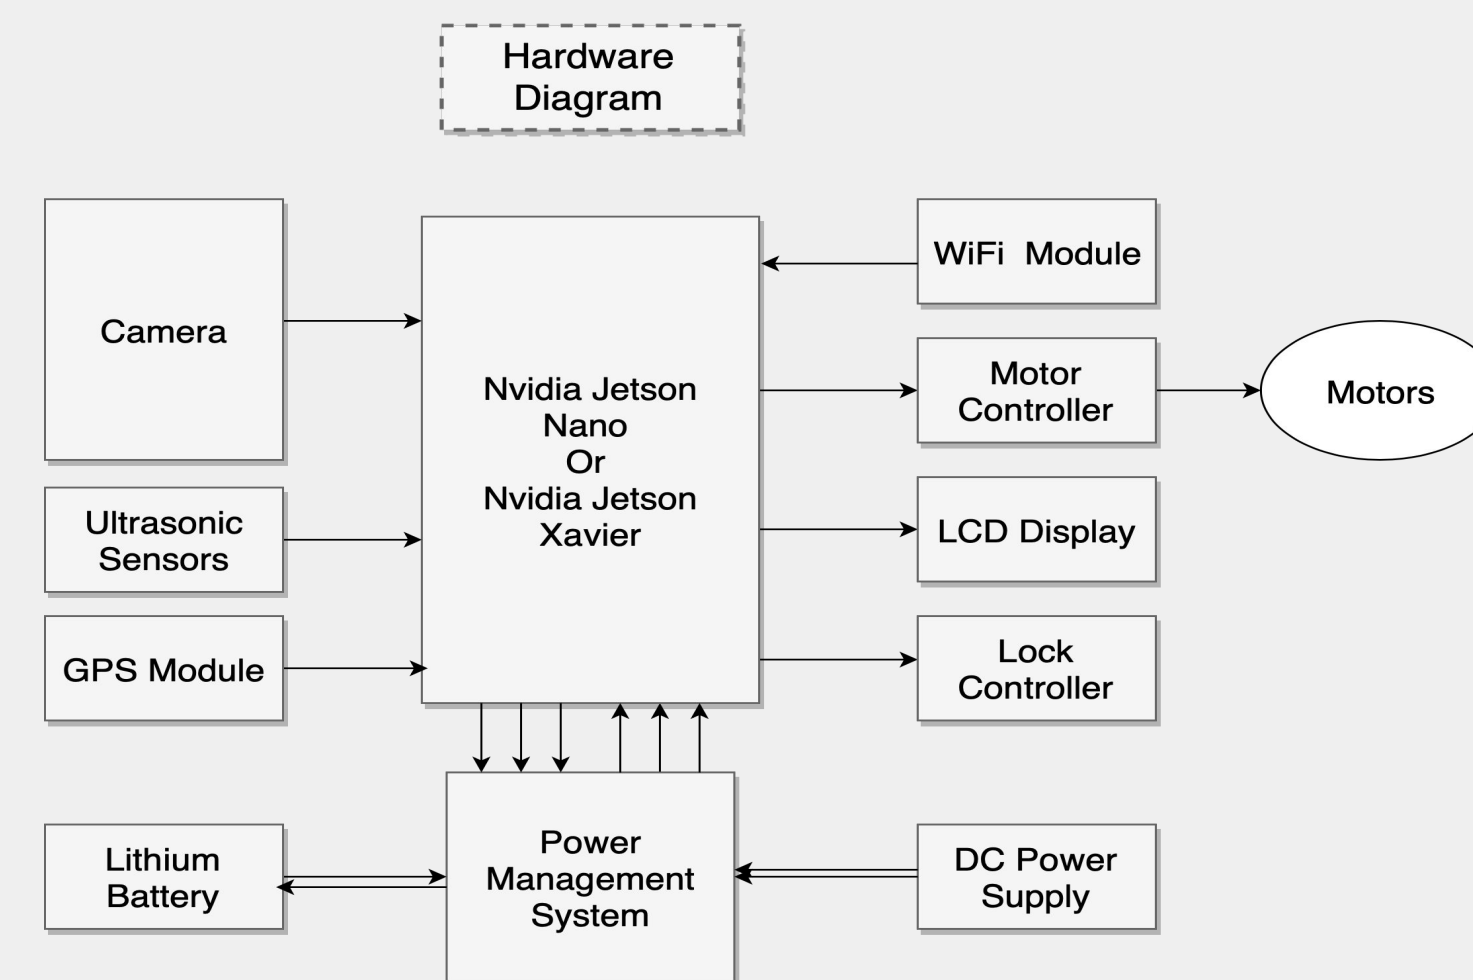 Hardware
Diagram
Camera
Ultrasonic
Sensors
GPS Module
Nvidia Jetson
Nano
Or
Nvidia Jetson
Xavier
WiFi  Module
Motor
Controller
Motors
LCD Display
Lock
Controller
Lithium
Battery
Power
Management
System
DC Power
Supply